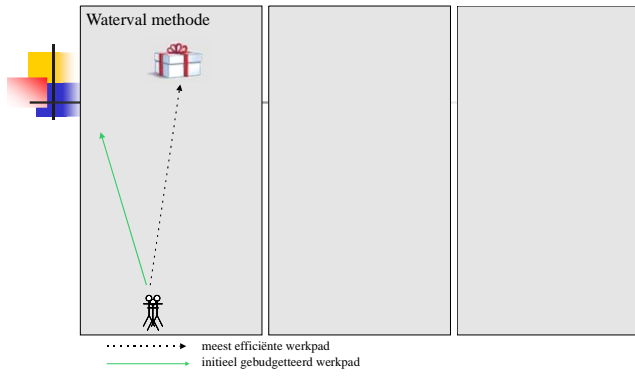 Waterval methode
meest efficiënte werkpad
initieel gebudgetteerd werkpad